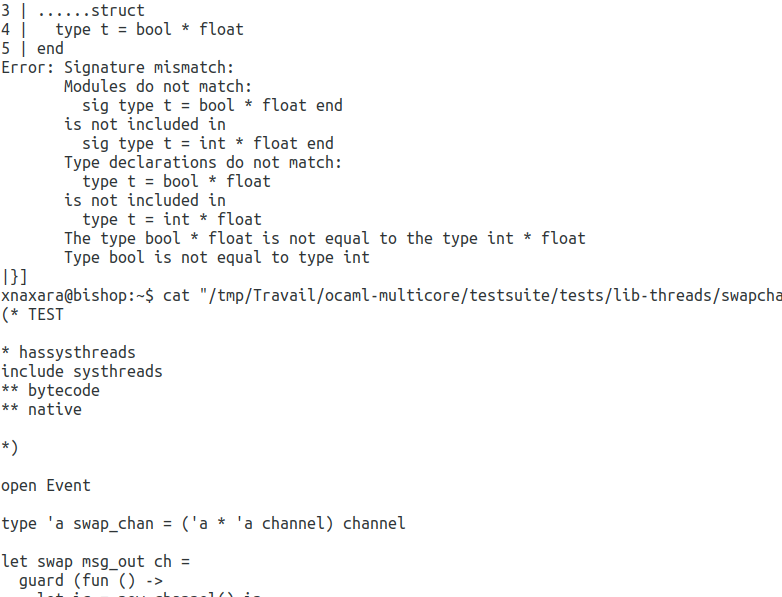 3 | ......struct
4 |   type t = bool * float
5 | end
Error: Signature mismatch:
       Modules do not match:
         sig type t = bool * float end
       is not included in
         sig type t = int * float end
       Type declarations do not match:
         type t = bool * float
       is not included in
         type t = int * float
       The type bool * float is not equal to the type int * float
       Type bool is not equal to type int
|}]
xnaxara@bishop:~$ cat "/tmp/Travail/ocaml-multicore/testsuite/tests/lib-threads/swapcha
(* TEST

* hassysthreads
include systhreads
** bytecode
** native

*)

open Event

type 'a swap_chan = ('a * 'a channel) channel

let swap msg_out ch =
  guard (fun () ->
    let ic = new_channel() in